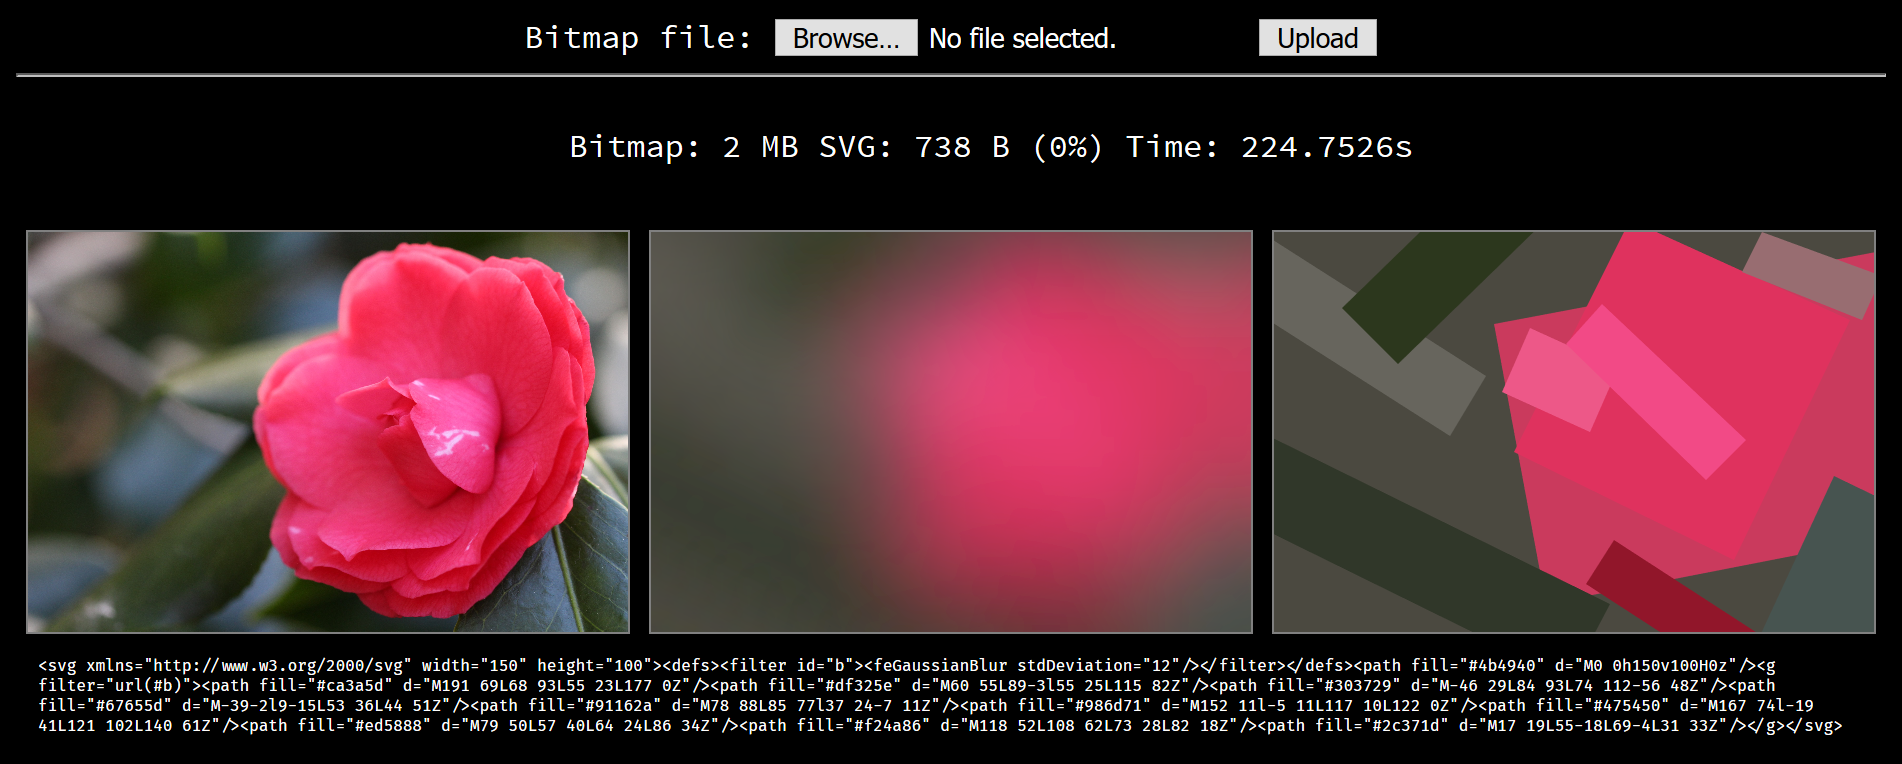 Bitmap file: Browse... No file selected. Upload
Bitmap: 2 MB SVG: 738 B (0%) Time: 224.7526s
<svg xmlns="http://www.w3.org/2000/svg" width="150" height="100"><defs><filter id="b"><feGaussianBlur stdDeviation="12"/></filter></defs><path fill="#4b4940" d="M0 0h150v100H0z"/><g
filter="url(#b)"><path fill="#ca3a5d" d="M191 69L68 93L55 23L177 0Z"/><path fill="#df325e" d="M60 55L89-3l55 25L115 82Z"/><path fill="#303729" d="M-46 29L84 93L74 112-56 48Z"/><path
fill="#67655d" d="M-39-2l9-15L53 36L44 51Z"/><path fill="#91162a" d="M78 88L85 77l37 24-7 11Z"/><path fill="#986d71" d="M152 11l-5 11L117 10L122 0Z"/><path fill="#475450" d="M167 74l-19
41L121 102L140 61Z"/><path fill="#ed5888" d="M79 50L57 40L64 24L86 34Z"/><path fill="#f24a86" d="M118 52L108 62L73 28L82 18Z"/><path fill="#2c371d" d="M17 19L55-18L69-4L31 33Z"/></g></svg>